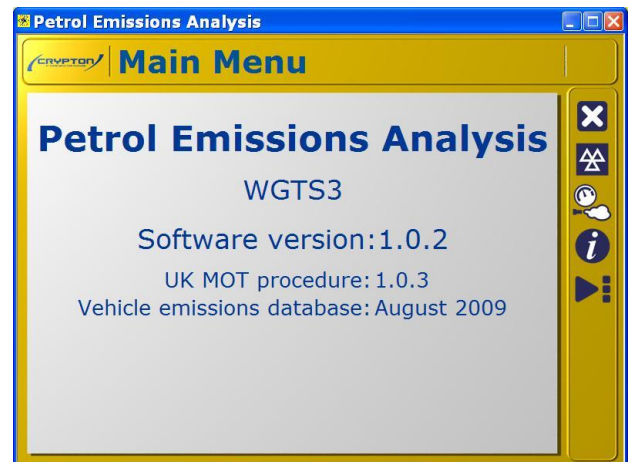 Petrol Emissions Analysis
CRYPTON
Main Menu
Petrol Emissions Analysis
WGTS3
Software version:1.0.2
UK MOT procedure: 1.0.3
Vehicle emissions database: August 2009